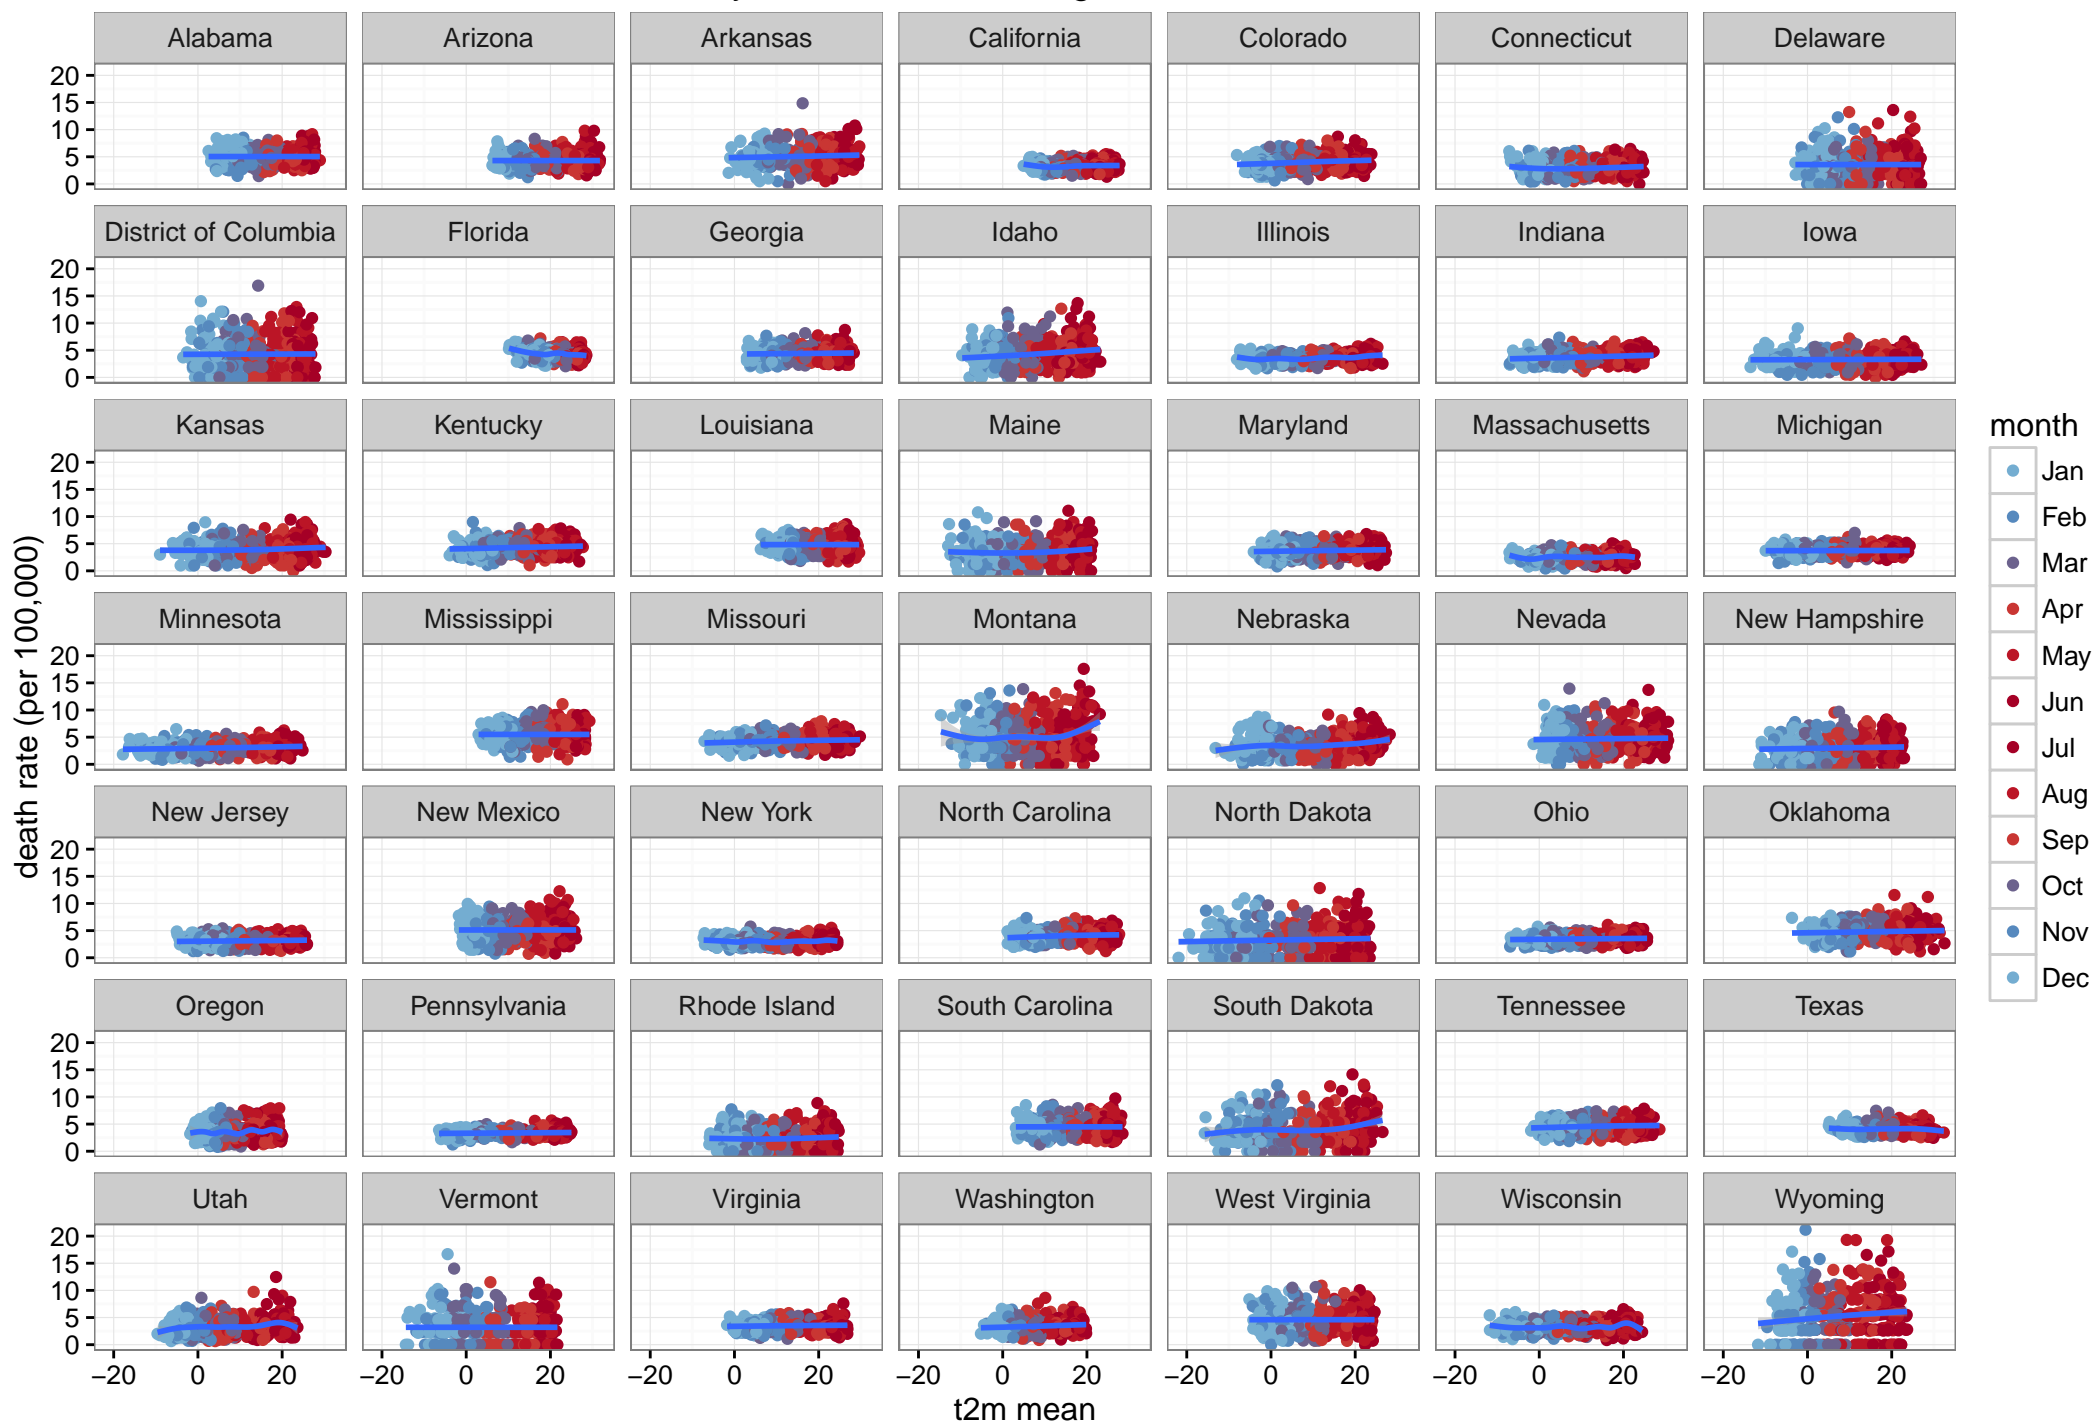 Alabama Arizona Arkansas California Colorado Connecticut Delaware
20
15
10
5
0
District of Columbia Florida Georgia Idaho Illinois Indiana Iowa
20
15
10
5
0
Kansas Kentucky Louisiana Maine Maryland Massachusetts Michigan
20
15
10
5
0
Minnesota Mississippi Missouri Montana Nebraska Nevada New Hampshire
20
15
10
5
0
New Jersey New Mexico New York North Carolina North Dakota Ohio Oklahoma
20
15
10
5
0
Oregon Pennsylvania Rhode Island South Carolina South Dakota Tennessee Texas
20
15
10
5
0
Utah Vermont Virginia Washington West Virginia Wisconsin Wyoming
20
15
10
5
0
−20 0 20 −20 0 20 −20 0 20 −20 0 20 −20 0 20 −20 0 20 −20 0 20
t2m mean
death rate (per 100,000)
month
Jan
Feb
Mar
Apr
May
Jun
Jul
Aug
Sep
Oct
Nov
Dec